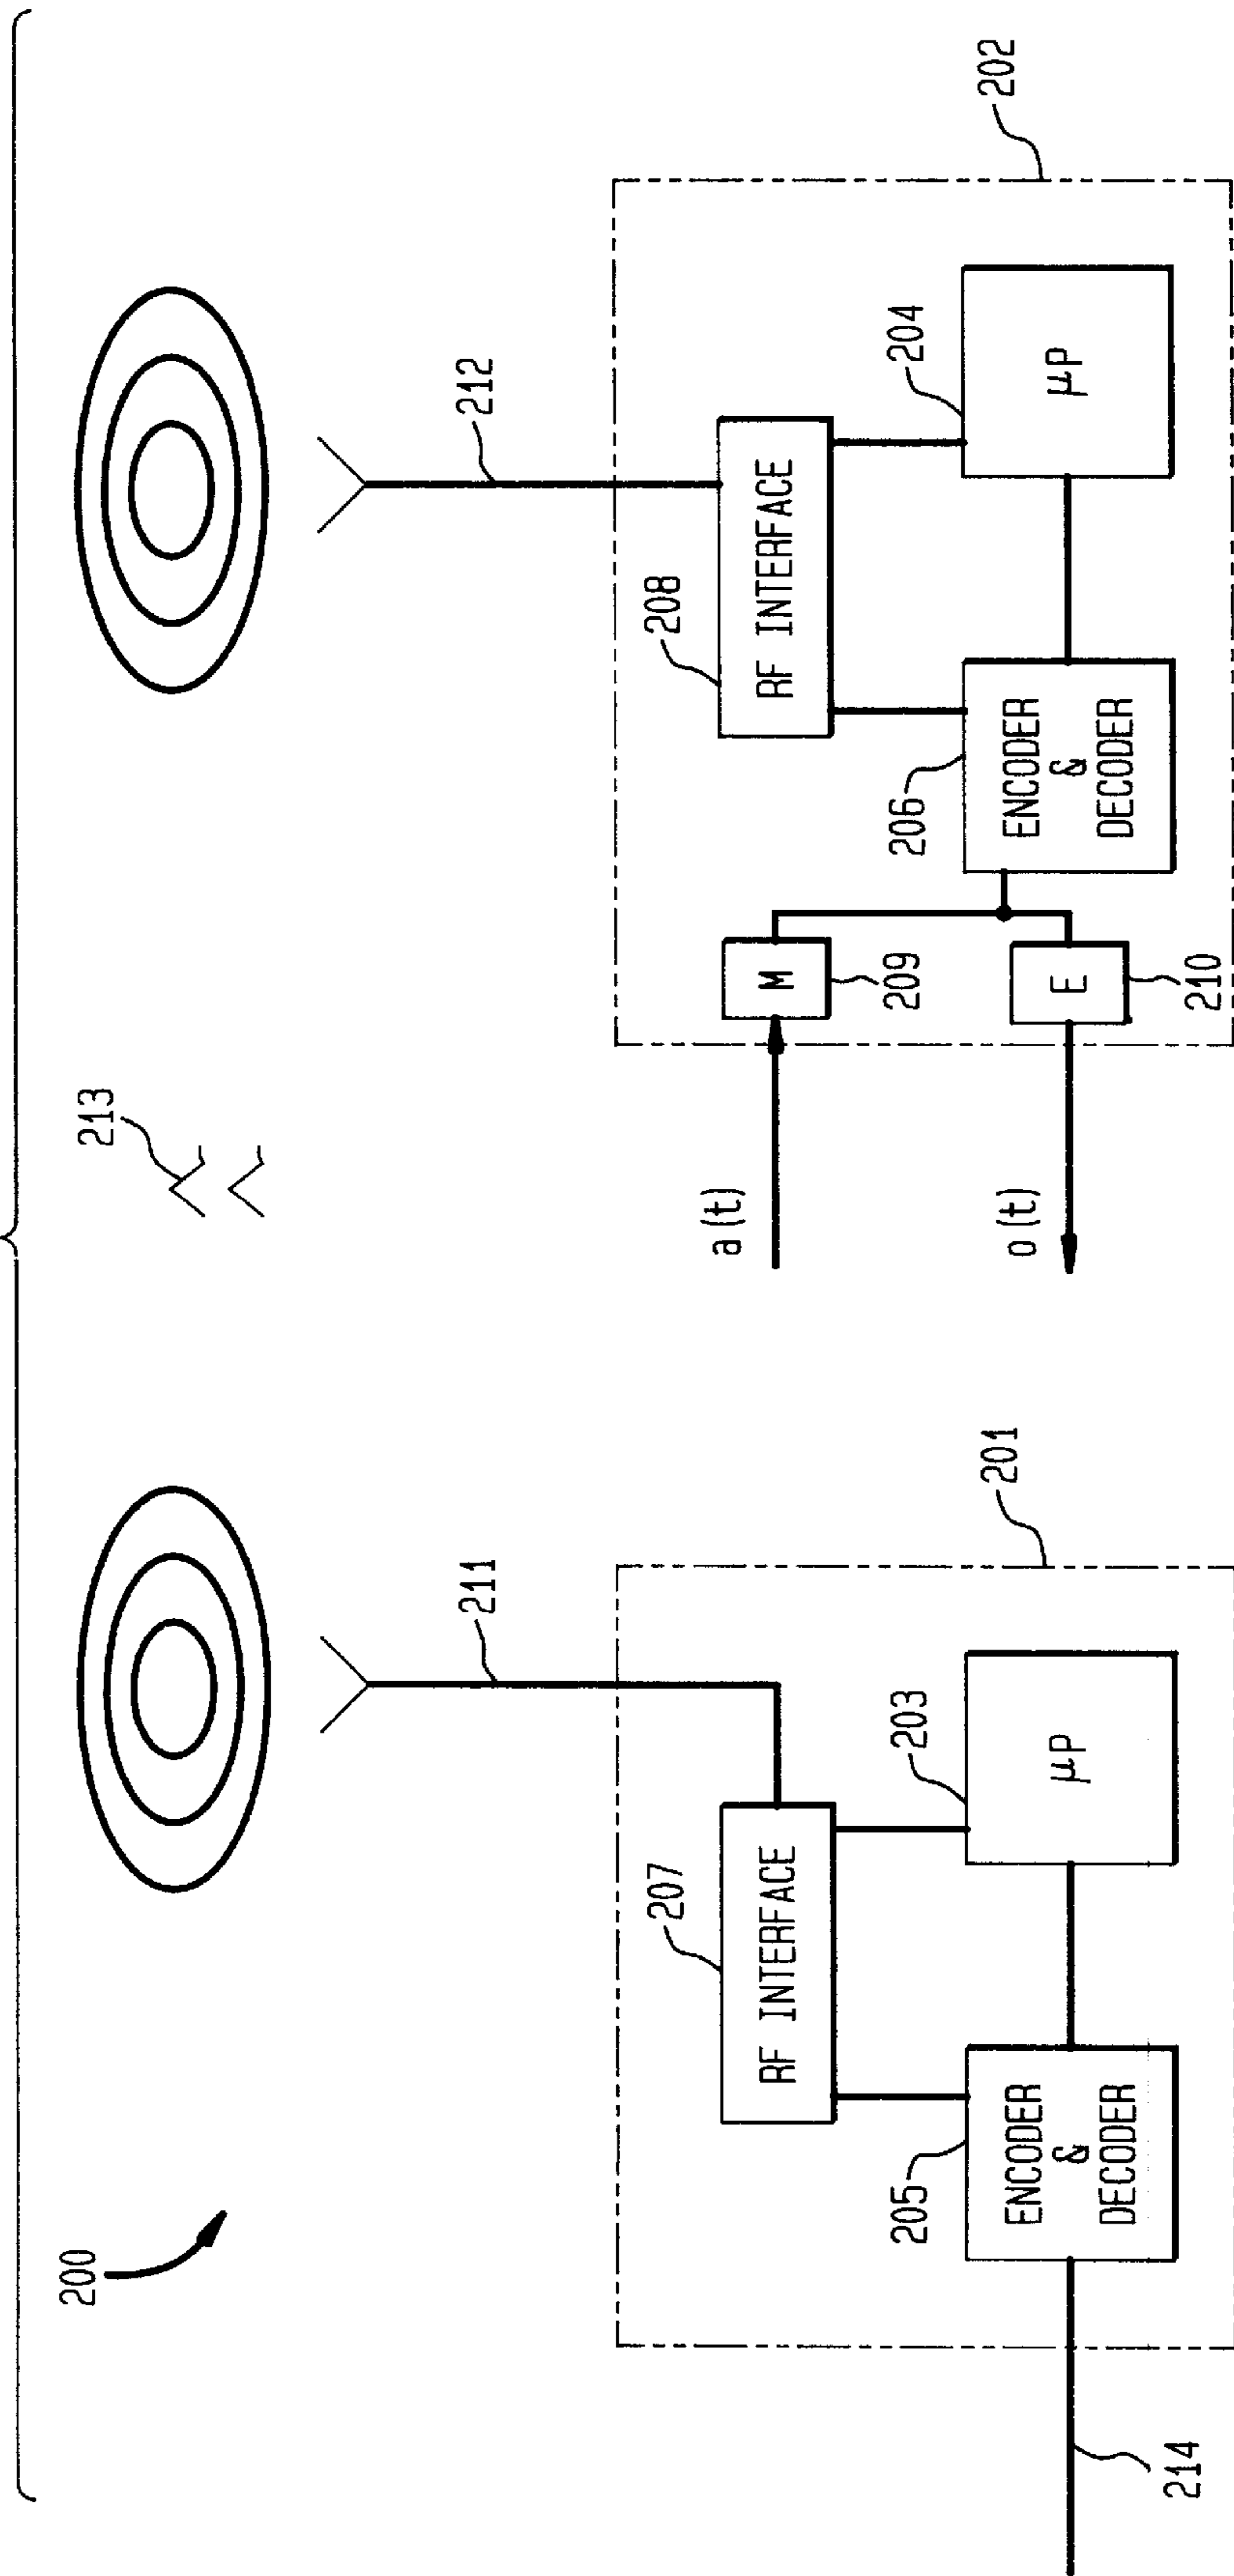 200
213
211
212
207
RF INTERFACE
205
ENCODER
&
DECODER
203
μP
201
214
a(t)
o(t)
M
209
E
210
208
RF INTERFACE
206
ENCODER
&
DECODER
204
μP
202